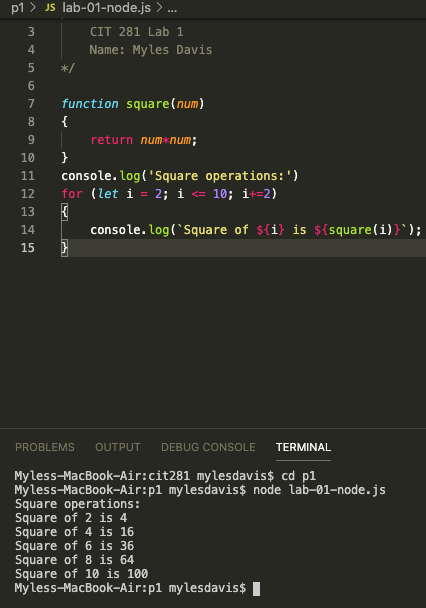 p1 > JS lab-01-node.js > ...
3 CIT 281 Lab 1
4 Name: Myles Davis
5 */
6
7 function square(num)
8 {
9 return num*num;
10 }
11 console.log('Square operations:')
12 for (let i = 2; i <= 10; i+=2)
13 {
14 console.log(`Square of ${i} is ${square(i)}`);
15 }
PROBLEMS OUTPUT DEBUG CONSOLE TERMINAL
Myless-MacBook-Air:cit281 mylesdavis$ cd p1
Myless-MacBook-Air:p1 mylesdavis$ node lab-01-node.js
Square operations:
Square of 2 is 4
Square of 4 is 16
Square of 6 is 36
Square of 8 is 64
Square of 10 is 100
Myless-MacBook-Air:p1 mylesdavis$